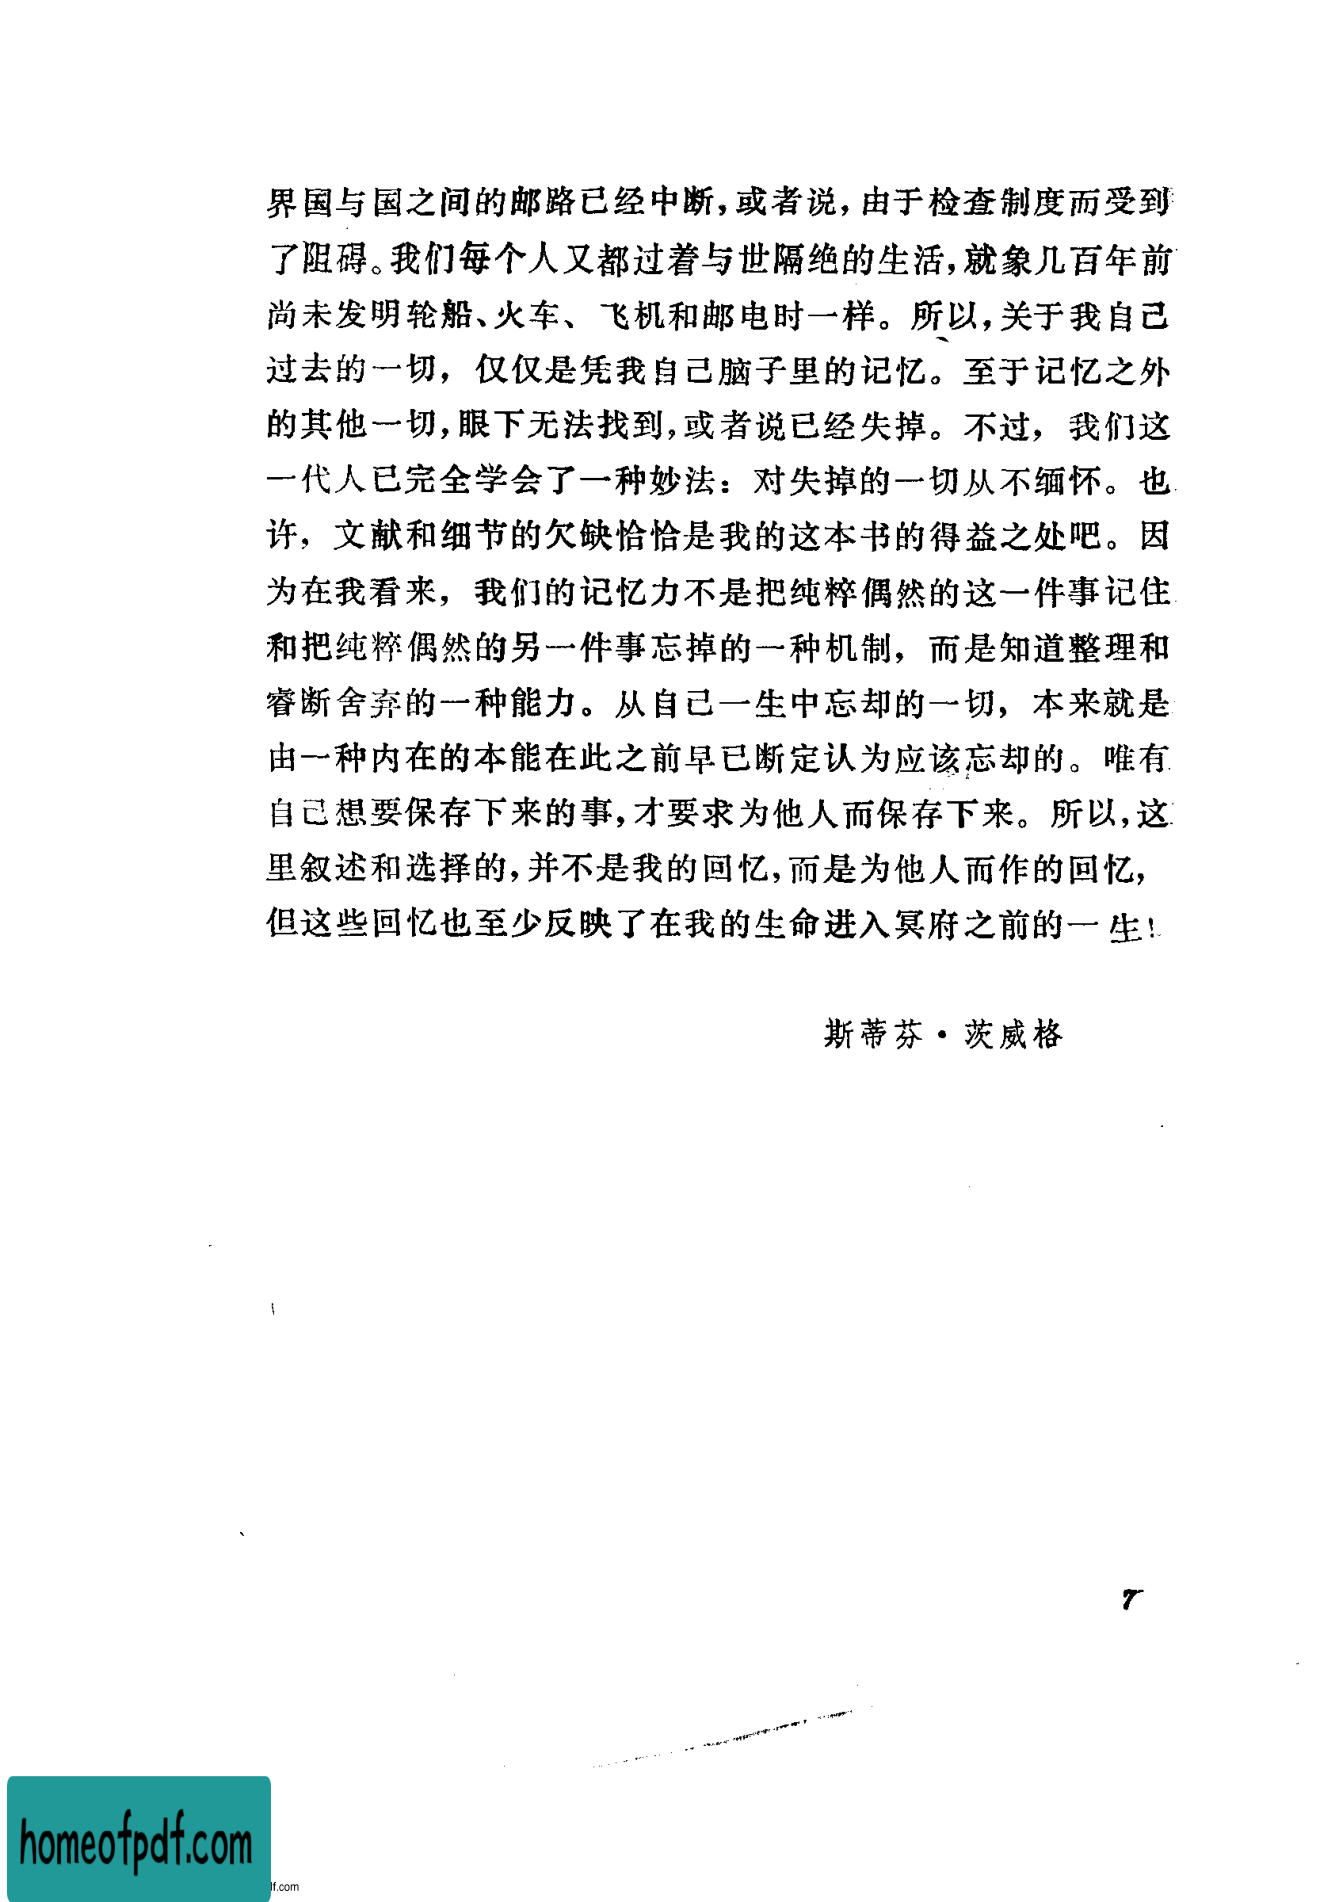 界国与国之间的邮路已经中断，或者说，由于检查制度而受到
了阻碍。我们每个人又都过着与世隔绝的生活，就象几百年前
尚未发明轮船、火车、飞机和邮电时一样。所以，关于我自己
过去的一切，仅仅是凭我自己脑子里的记忆。至于记忆之外
的其他一切，眼下无法找到，或者说已经失掉。不过，我们这
一代人已完全学会了一种妙法：对失掉的一切从不缅怀。也
许，文献和细节的欠缺恰恰是我的这本书的得益之处吧。因
为在我看来，我们的记忆力不是把纯粹偶然的这一件事记住
和把纯粹偶然的另一件事忘掉的一种机制，而是知道整理和
睿断舍弃的一种能力。从自己一生中忘却的一切，本来就是
由一种内在的本能在此之前早已断定认为应该忘却的。唯有
自己想要保存下来的事，才要求为他人而保存下来。所以，这
里叙述和选择的，并不是我的回忆，而是为他人而作的回忆，
但这些回忆也至少反映了在我的生命进入冥府之前的一生！
斯蒂芬·茨威格
7
homeofpdf.com
lf.com